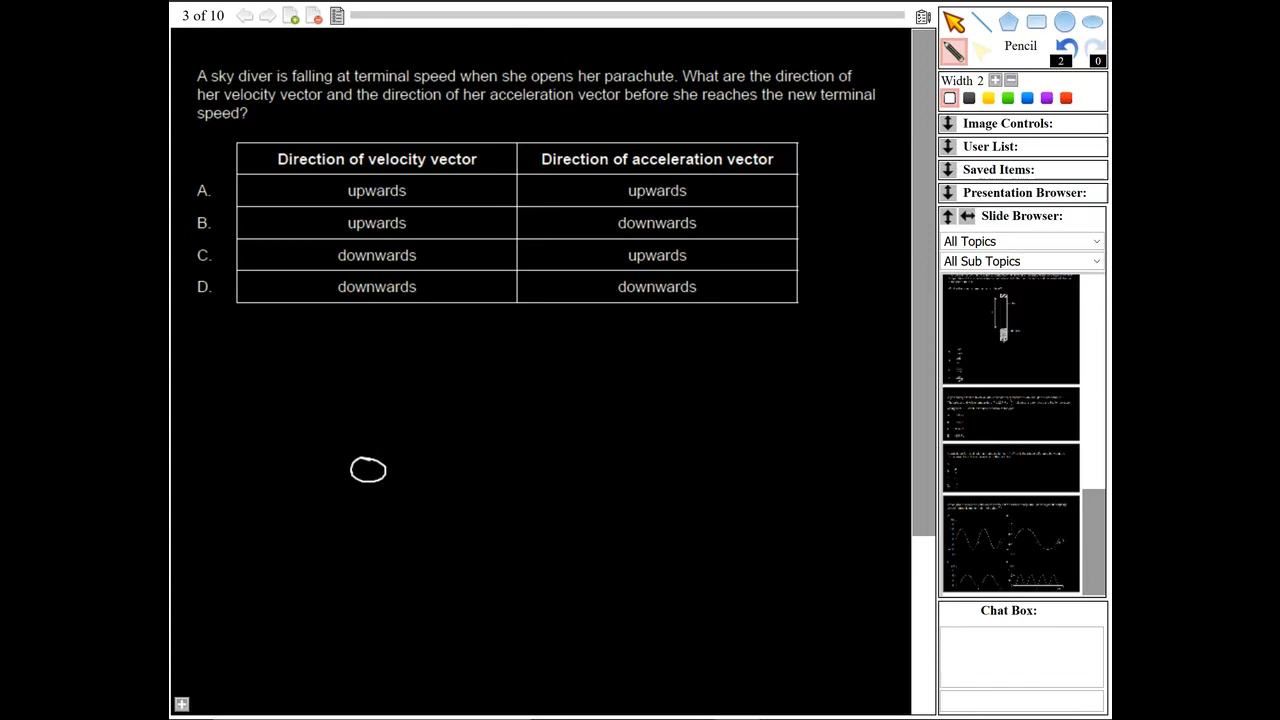 3 of 10
A sky diver is falling at terminal speed when she opens her parachute. What are the direction of
her velocity vector and the direction of her acceleration vector before she reaches the new terminal
speed?
Direction of velocity vector Direction of acceleration vector
A. upwards upwards
B. upwards downwards
C. downwards upwards
D. downwards downwards
Pencil
2 0
Width 2
Image Controls:
User List:
Saved Items:
Presentation Browser:
Slide Browser:
All Topics
All Sub Topics
Chat Box: